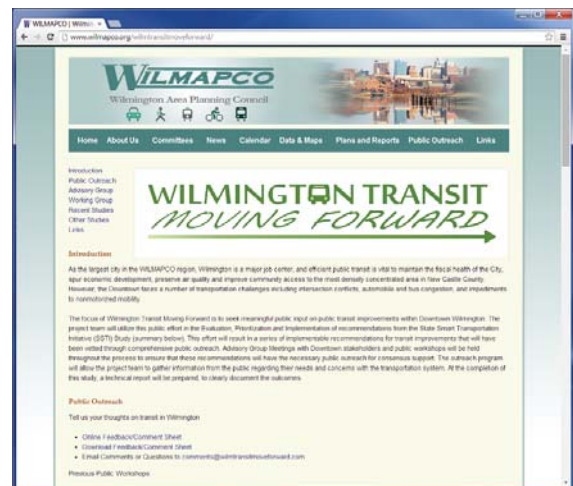 WILMAPCO | Wilmin
www.wilmapco.org/wilmtransitmoveforward/
WILMAPCO
Wilmington Area Planning Council
Home About Us Committees News Calendar Data & Maps Plans and Reports Public Outreach Links
Introduction
Public Outreach
Advisory Group
Working Group
Recent Studies
Other Studies
Links
WILMINGTON TRANSIT
MOVING FORWARD
Introduction
As the largest city in the WILMAPCO region, Wilmington is a major job center, and efficient public transit is vital to maintain the fiscal health of the City,
spur economic development, preserve air quality and improve community access to the most densely concentrated area in New Castle County.
However, the Downtown faces a number of transportation challenges including intersection conflicts, automobile and bus congestion, and impediments
to nonmotorized mobility.
The focus of Wilmington Transit Moving Forward is to seek meaningful public input on public transit improvements within Downtown Wilmington. The
project team will utilize this public effort in the Evaluation, Prioritization and Implementation of recommendations from the State Smart Transportation
Initiative (SSTI) Study (summary below). This effort will result in a series of implementable recommendations for transit improvements that will have
been vetted through comprehensive public outreach. Advisory Group Meetings with Downtown stakeholders and public workshops will be held
throughout the process to ensure that these recommendations will have the necessary public outreach for consensus support. The outreach program
will allow the project team to gather information from the public regarding their needs and concerns with the transportation system. At the completion of
this study, a technical report will be prepared, to clearly document the outcomes.
Public Outreach
Tell us your thoughts on transit in Wilmington
• Online Feedback/Comment Sheet
• Download Feedback/Comment Sheet
• Email Comments or Questions to comments@wilmtransitmoveforward.com
Previous Public Workshops